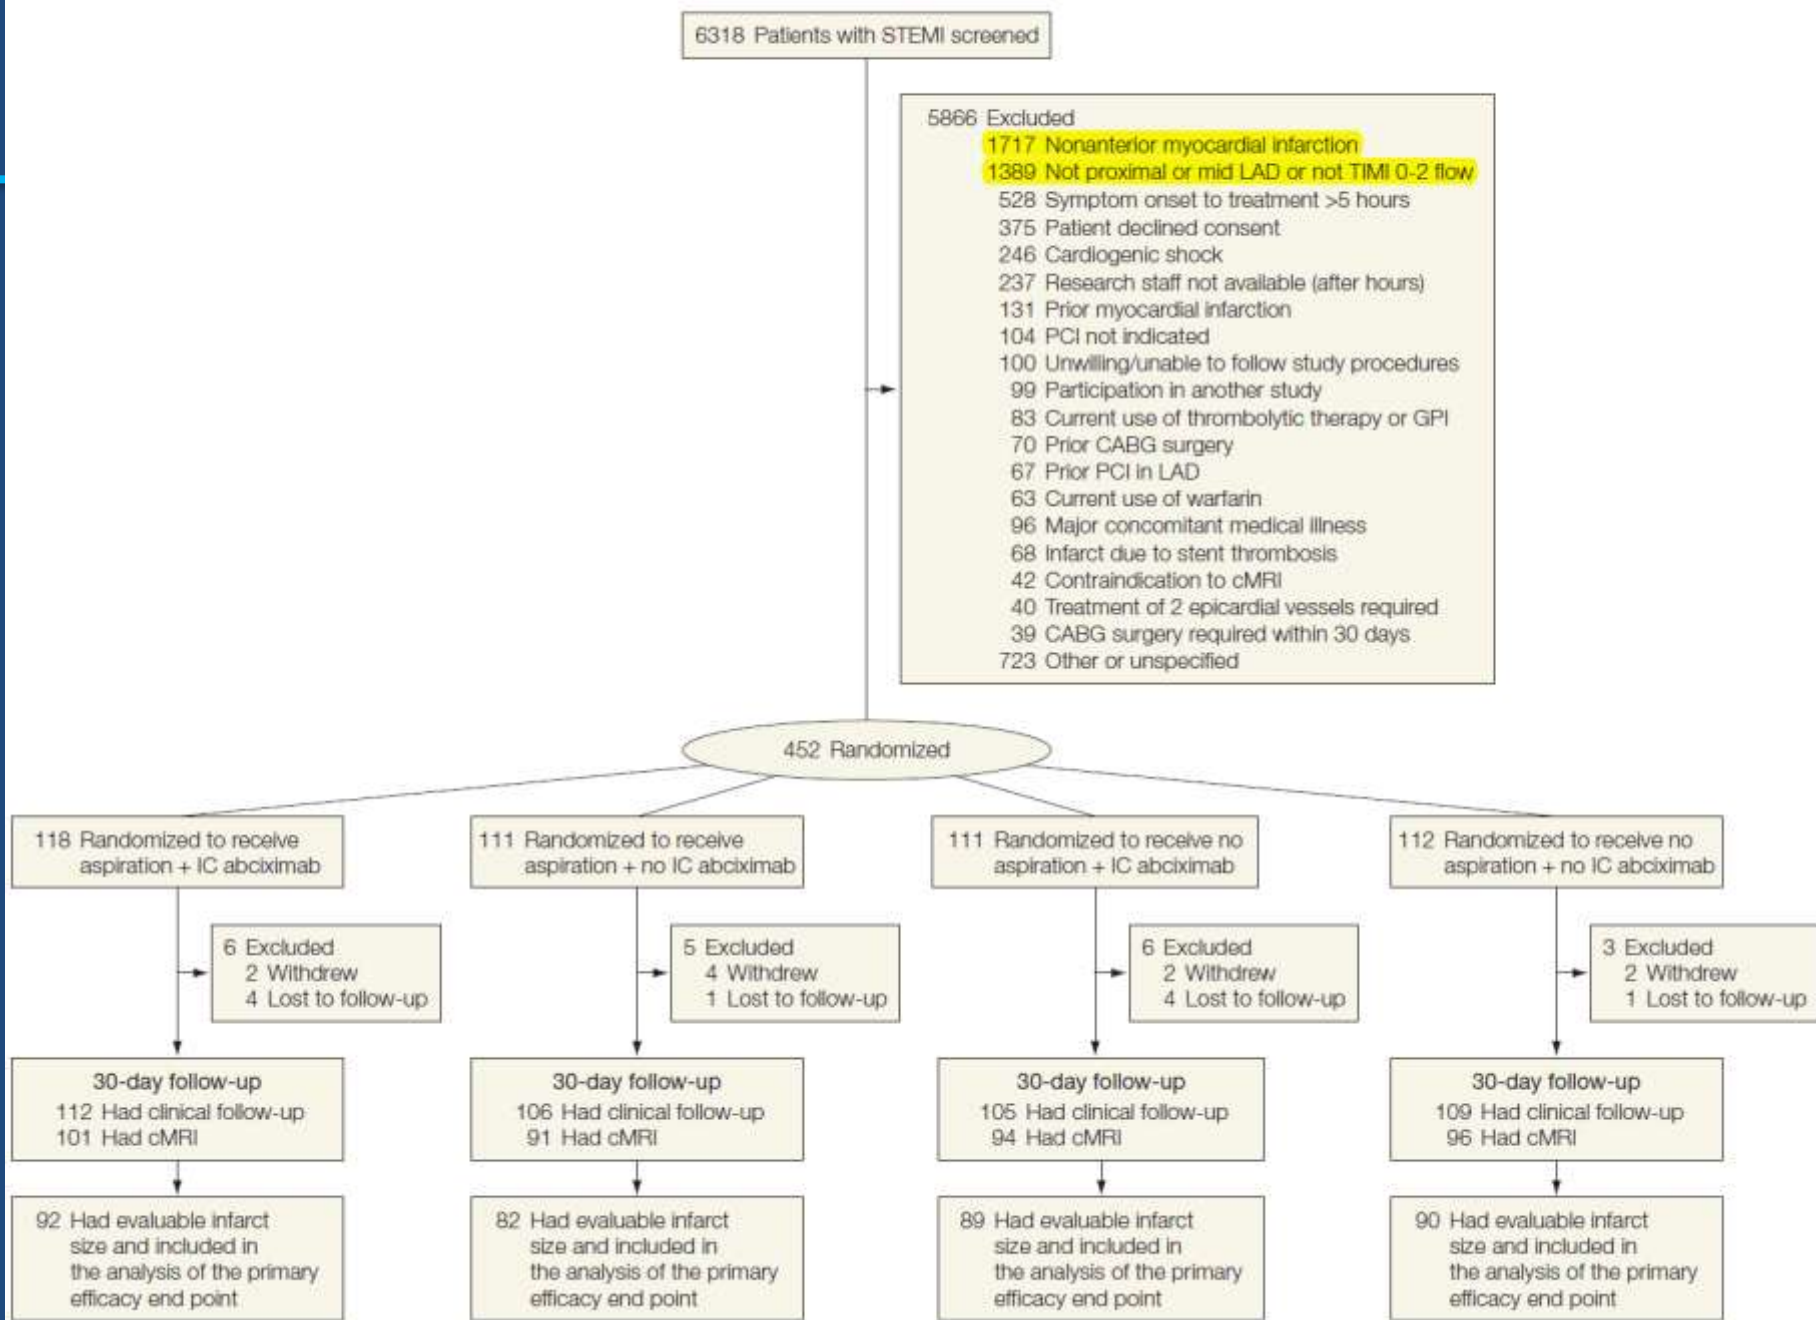 6318 Patients with STEMI screened
5866 Excluded
1717 Nonanterior myocardial infarction
1389 Not proximal or mid LAD or not TIMI 0-2 flow
528 Symptom onset to treatment >5 hours
375 Patient declined consent
246 Cardiogenic shock
237 Research staff not available (after hours)
131 Prior myocardial infarction
104 PCI not indicated
100 Unwilling/unable to follow study procedures
99 Participation in another study
83 Current use of thrombolytic therapy or GPI
70 Prior CABG surgery
67 Prior PCI in LAD
63 Current use of warfarin
96 Major concomitant medical illness
68 Infarct due to stent thrombosis
42 Contraindication to cMRI
40 Treatment of 2 epicardial vessels required
39 CABG surgery required within 30 days
723 Other or unspecified
452 Randomized
118 Randomized to receive
aspiration + IC abciximab
111 Randomized to receive
aspiration + no IC abciximab
111 Randomized to receive no
aspiration + IC abciximab
112 Randomized to receive no
aspiration + no IC abciximab
6 Excluded
2 Withdrew
4 Lost to follow-up
5 Excluded
4 Withdrew
1 Lost to follow-up
6 Excluded
2 Withdrew
4 Lost to follow-up
3 Excluded
2 Withdrew
1 Lost to follow-up
30-day follow-up
112 Had clinical follow-up
101 Had cMRI
30-day follow-up
106 Had clinical follow-up
91 Had cMRI
30-day follow-up
105 Had clinical follow-up
94 Had cMRI
30-day follow-up
109 Had clinical follow-up
96 Had cMRI
92 Had evaluable infarct
size and included in
the analysis of the primary
efficacy end point
82 Had evaluable infarct
size and included in
the analysis of the primary
efficacy end point
89 Had evaluable infarct
size and included in
the analysis of the primary
efficacy end point
90 Had evaluable infarct
size and included in
the analysis of the primary
efficacy end point